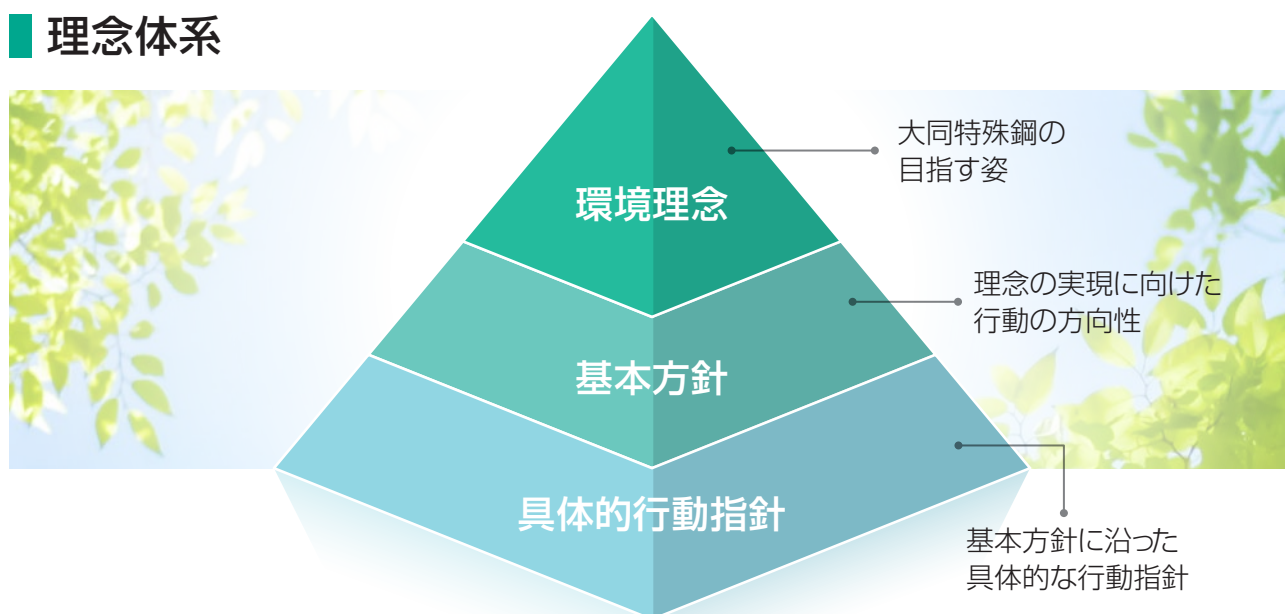 理念体系
環境理念
大同特殊鋼の
目指す姿
基本方針
理念の実現に向けた
行動の方向性
具体的行動指針
基本方針に沿った
具体的な行動指針